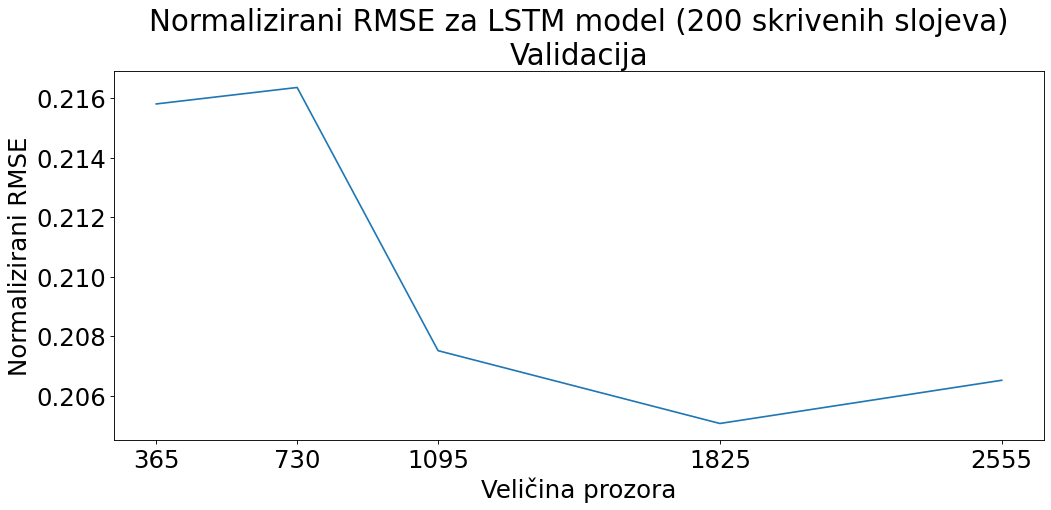 Normalizirani RMSE za LSTM model (200 skrivenih slojeva)
Validacija
Normalizirani RMSE
0.216
0.214
0.212
0.210
0.208
0.206
365 730 1095 1825 2555
Veličina prozora